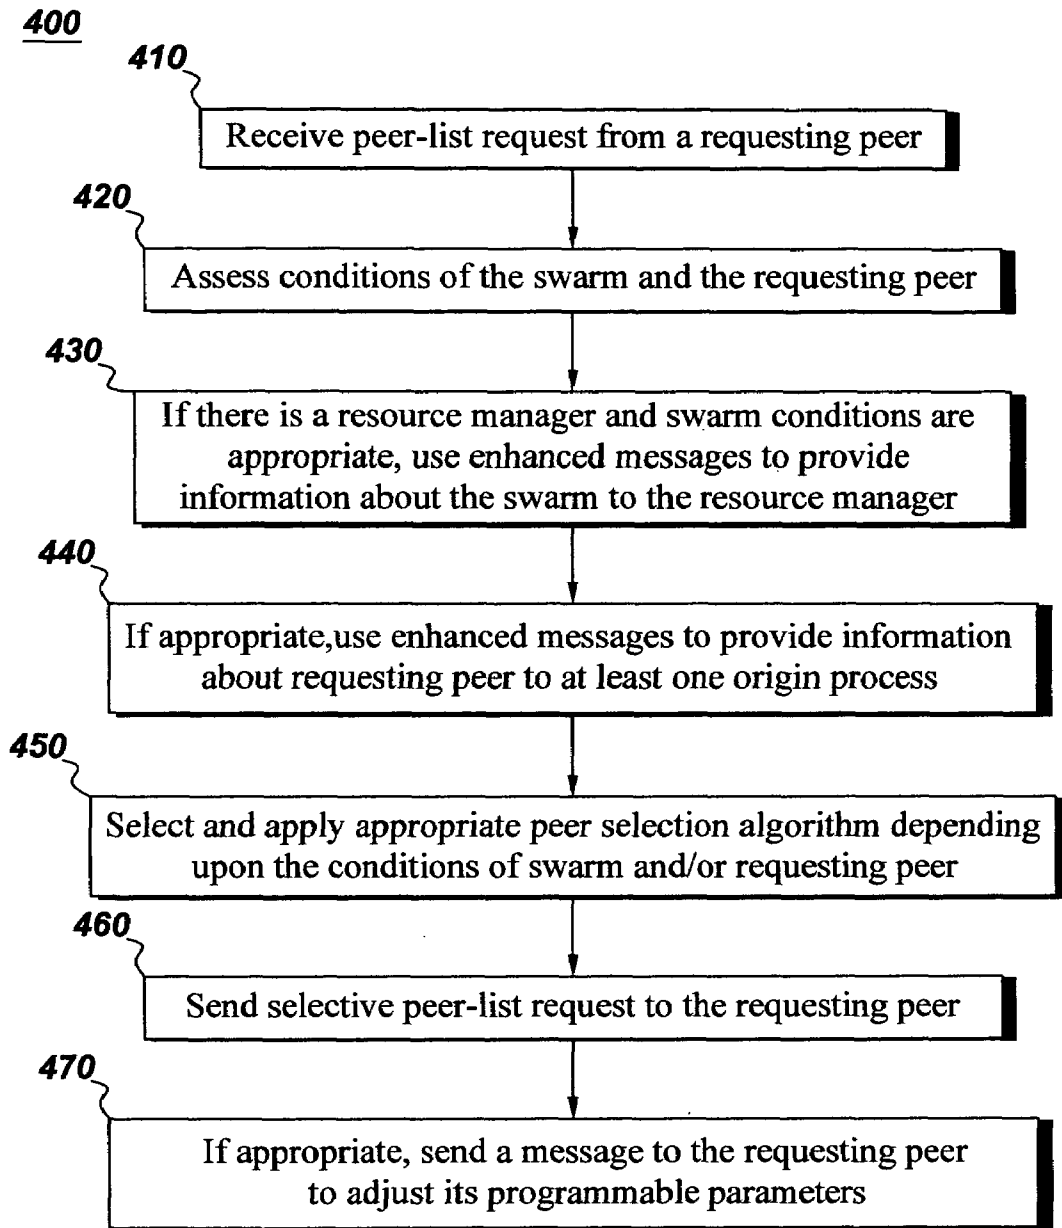 400
410
Receive peer-list request from a requesting peer
420
Assess conditions of the swarm and the requesting peer
430
If there is a resource manager and swarm conditions are
appropriate, use enhanced messages to provide
information about the swarm to the resource manager
440
If appropriate,use enhanced messages to provide information
about requesting peer to at least one origin process
450
Select and apply appropriate peer selection algorithm depending
upon the conditions of swarm and/or requesting peer
460
Send selective peer-list request to the requesting peer
470
If appropriate, send a message to the requesting peer
to adjust its programmable parameters